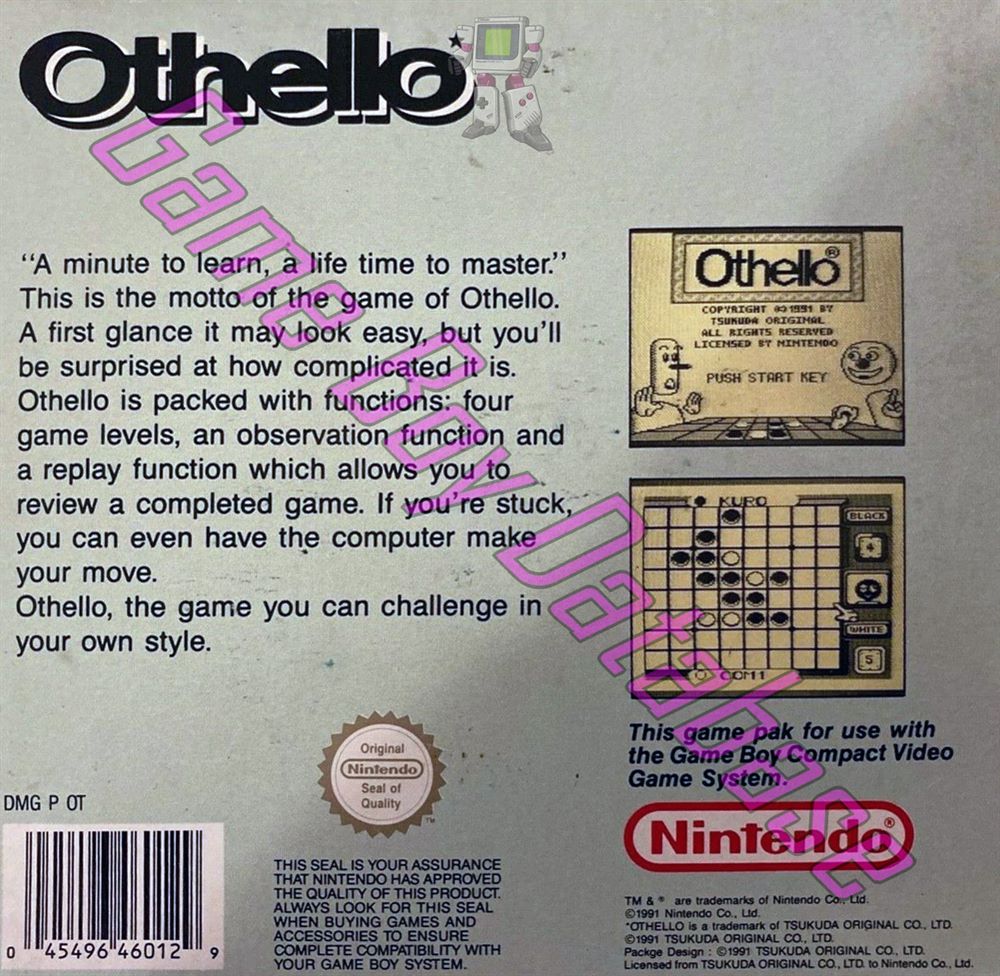 Othello*
"A minute to learn, a life time to master."
This is the motto of the game of Othello.
A first glance it may look easy, but you'll
be surprised at how complicated it is.
Othello is packed with functions: four
game levels, an observation function and
a replay function which allows you to
review a completed game. If you're stuck,
you can even have the computer make
your move.
Othello, the game you can challenge in
your own style.
Othello®
COPYRIGHT ©1991 BY
TSUKUDA ORIGINAL
ALL RIGHTS RESERVED
LICENSED BY NINTENDO
PUSH START KEY
KURO
BLACK
WHITE
5
COM1
This game pak for use with
the Game Boy Compact Video
Game System.
Nintendo®
TM & ® are trademarks of Nintendo Co., Ltd.
©1991 Nintendo Co., Ltd.
*OTHELLO is a trademark of TSUKUDA ORIGINAL CO., LTD.
©1991 TSUKUDA ORIGINAL CO., LTD.
Packge Design : ©1991 TSUKUDA ORIGINAL CO., LTD.
Licensed from TSUKUDA ORIGINAL CO., LTD. to Nintendo Co., Ltd.
Original
Nintendo
Seal of
Quality
TM
THIS SEAL IS YOUR ASSURANCE
THAT NINTENDO HAS APPROVED
THE QUALITY OF THIS PRODUCT.
ALWAYS LOOK FOR THIS SEAL
WHEN BUYING GAMES AND
ACCESSORIES TO ENSURE
COMPLETE COMPATIBILITY WITH
YOUR GAME BOY SYSTEM.
DMG P OT
0 45496 46012 9
Game Boy Database